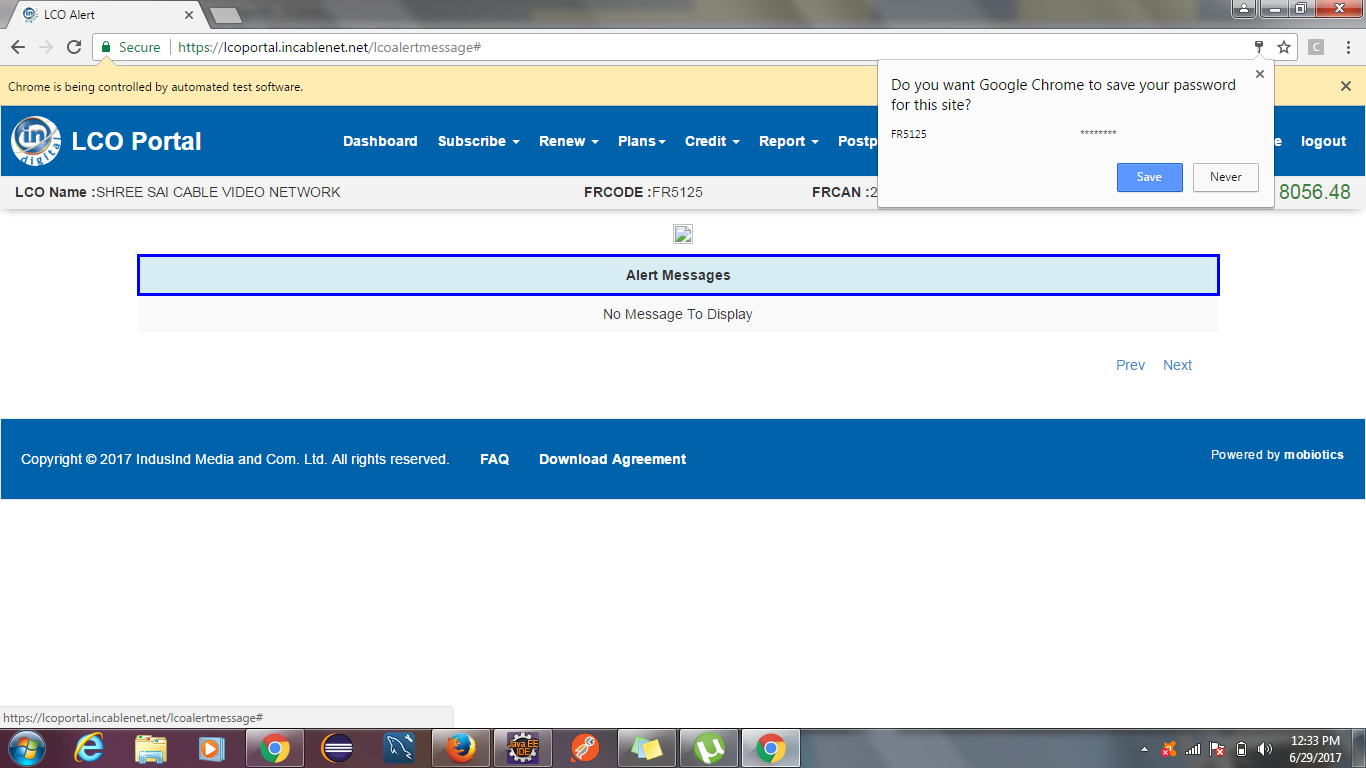 LCO Alert
Secure https://lcoportal.incablenet.net/lcoalertmessage#
C
Chrome is being controlled by automated test software.
Do you want Google Chrome to save your password
for this site?
FR5125 ********
Save Never
in digital
LCO Portal Dashboard Subscribe Renew Plans Credit Report Postp e logout
LCO Name :SHREE SAI CABLE VIDEO NETWORK FRCODE :FR5125 FRCAN :2 8056.48
Alert Messages
No Message To Display
Prev Next
Copyright © 2017 IndusInd Media and Com. Ltd. All rights reserved. FAQ Download Agreement Powered by mobiotics
https://lcoportal.incablenet.net/lcoalertmessage#
Java EE
IDE
12:33 PM
6/29/2017